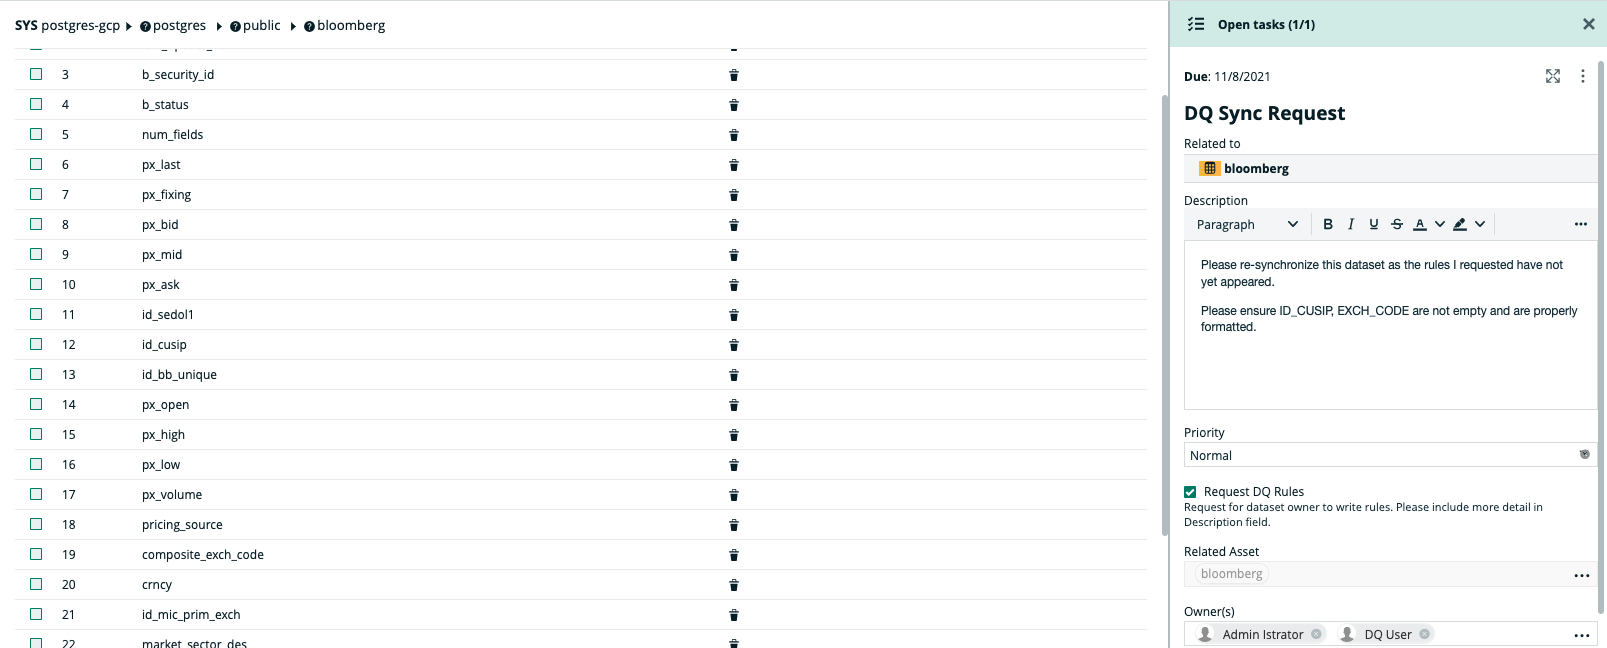 SYS postgres-gcp postgres public bloomberg
3 b_security_id
4 b_status
5 num_fields
6 px_last
7 px_fixing
8 px_bid
9 px_mid
10 px_ask
11 id_sedol1
12 id_cusip
13 id_bb_unique
14 px_open
15 px_high
16 px_low
17 px_volume
18 pricing_source
19 composite_exch_code
20 crncy
21 id_mic_prim_exch
22 market_sector_des
Open tasks (1/1)
Due: 11/8/2021
DQ Sync Request
Related to
bloomberg
Description
Paragraph B I U S A
Please re-synchronize this dataset as the rules I requested have not
yet appeared.
Please ensure ID_CUSIP, EXCH_CODE are not empty and are properly
formatted.
Priority
Normal
Request DQ Rules
Request for dataset owner to write rules. Please include more detail in
Description field.
Related Asset
bloomberg
Owner(s)
Admin Istrator DQ User